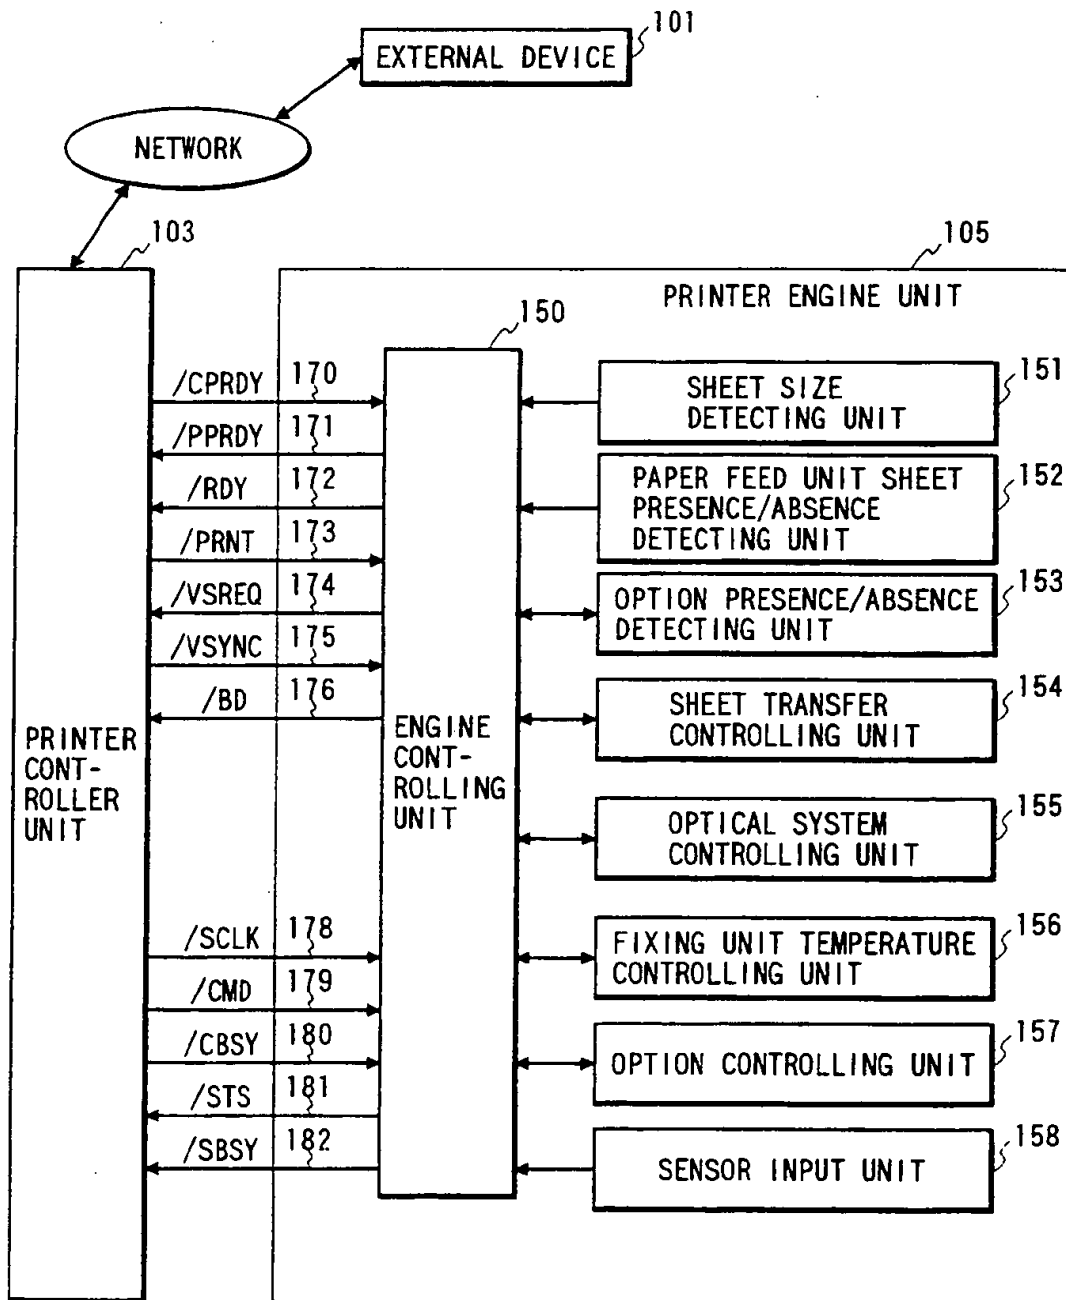 101
EXTERNAL DEVICE
NETWORK
103
105
PRINTER ENGINE UNIT
150
/CPRDY 170
/PPRDY 171
/RDY 172
/PRNT 173
/VSREQ 174
/VSYNC 175
/BD 176
/SCLK 178
/CMD 179
/CBSY 180
/STS 181
/SBSY 182
PRINTER
CONT-
ROLLER
UNIT
ENGINE
CONT-
ROLLING
UNIT
SHEET SIZE
DETECTING UNIT
151
PAPER FEED UNIT SHEET
PRESENCE/ABSENCE
DETECTING UNIT
152
OPTION PRESENCE/ABSENCE
DETECTING UNIT
153
SHEET TRANSFER
CONTROLLING UNIT
154
OPTICAL SYSTEM
CONTROLLING UNIT
155
FIXING UNIT TEMPERATURE
CONTROLLING UNIT
156
OPTION CONTROLLING UNIT
157
SENSOR INPUT UNIT
158